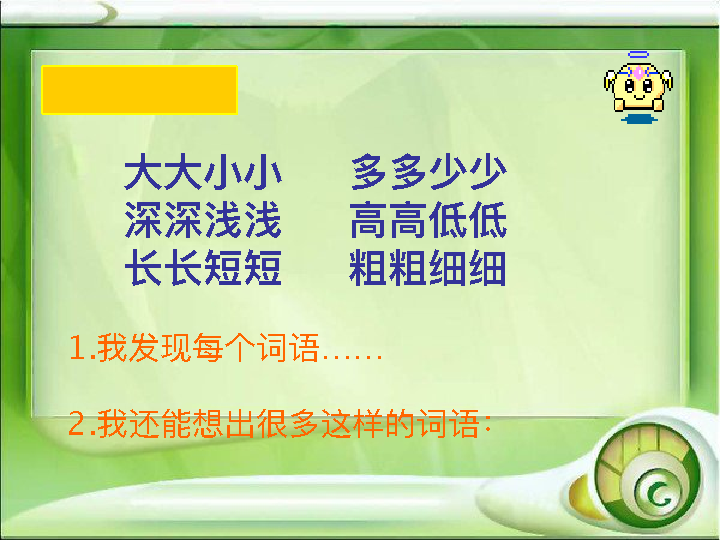 大大小小 多多少少
深深浅浅 高高低低
长长短短 粗粗细细
1.我发现每个词语……
2.我还能想出很多这样的词语：